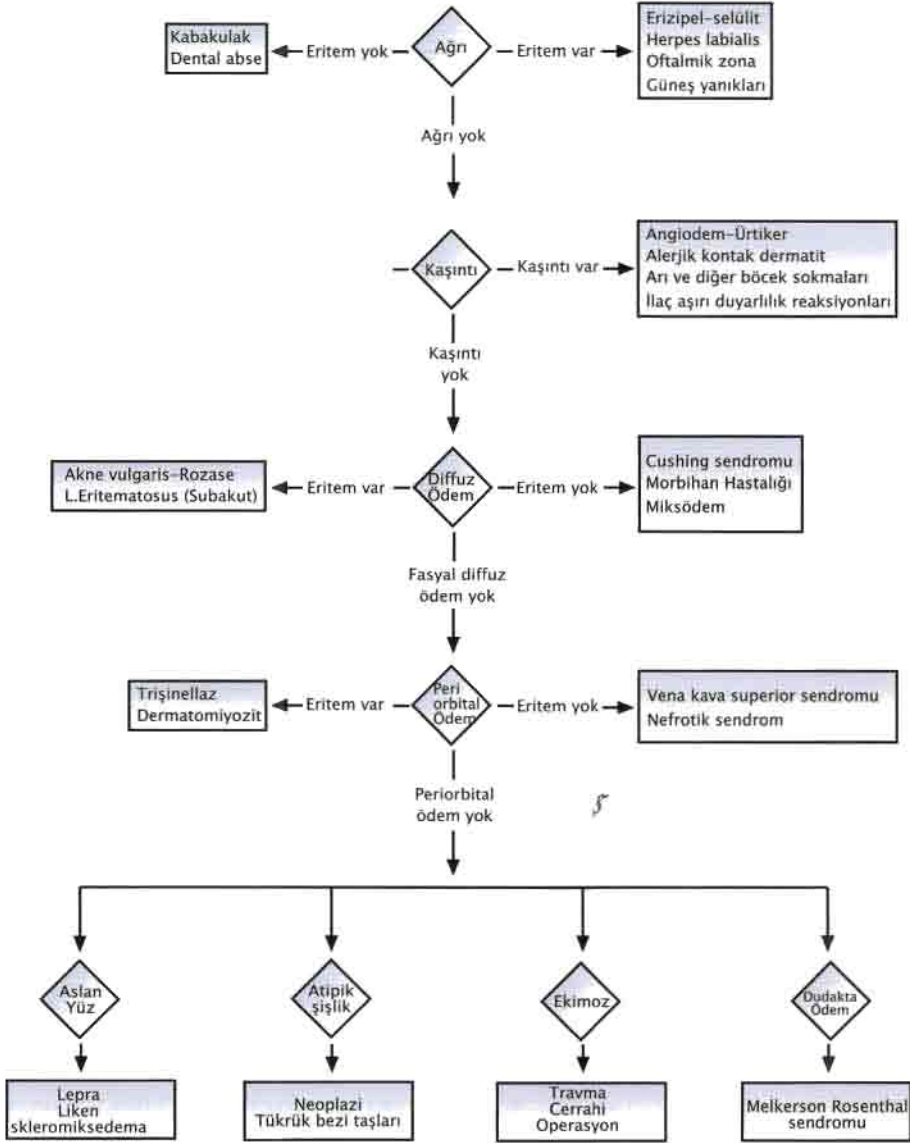 Kabakulak
Dental abse
Eritem yok
Ağrı
Eritem var
Erizipel-selülit
Herpes labialis
Oftalmik zona
Güneş yanıkları
Ağrı yok
Kaşıntı
Kaşıntı var
Angiodem-Ürtiker
Alerjik kontak dermatit
Arı ve diğer böcek sokmaları
İlaç aşırı duyarlılık reaksiyonları
Kaşıntı
yok
Akne vulgaris-Rozase
L.Eritematosus (Subakut)
Eritem var
Diffuz
Ödem
Eritem yok
Cushing sendromu
Morbihan Hastalığı
Miksödem
Fasyal diffuz
ödem yok
Trişinellaz
Dermatomiyozit
Eritem var
Peri
orbital
Ödem
Eritem yok
Vena kava superior sendromu
Nefrotik sendrom
Periorbital
ödem yok
Aslan
Yüz
Atipik
şişlik
Ekimoz
Dudakta
Ödem
Lepra
Liken
skleromiksedema
Neoplazi
Tükrük bezi taşları
Travma
Cerrahi
Operasyon
Melkerson Rosenthal
sendromu